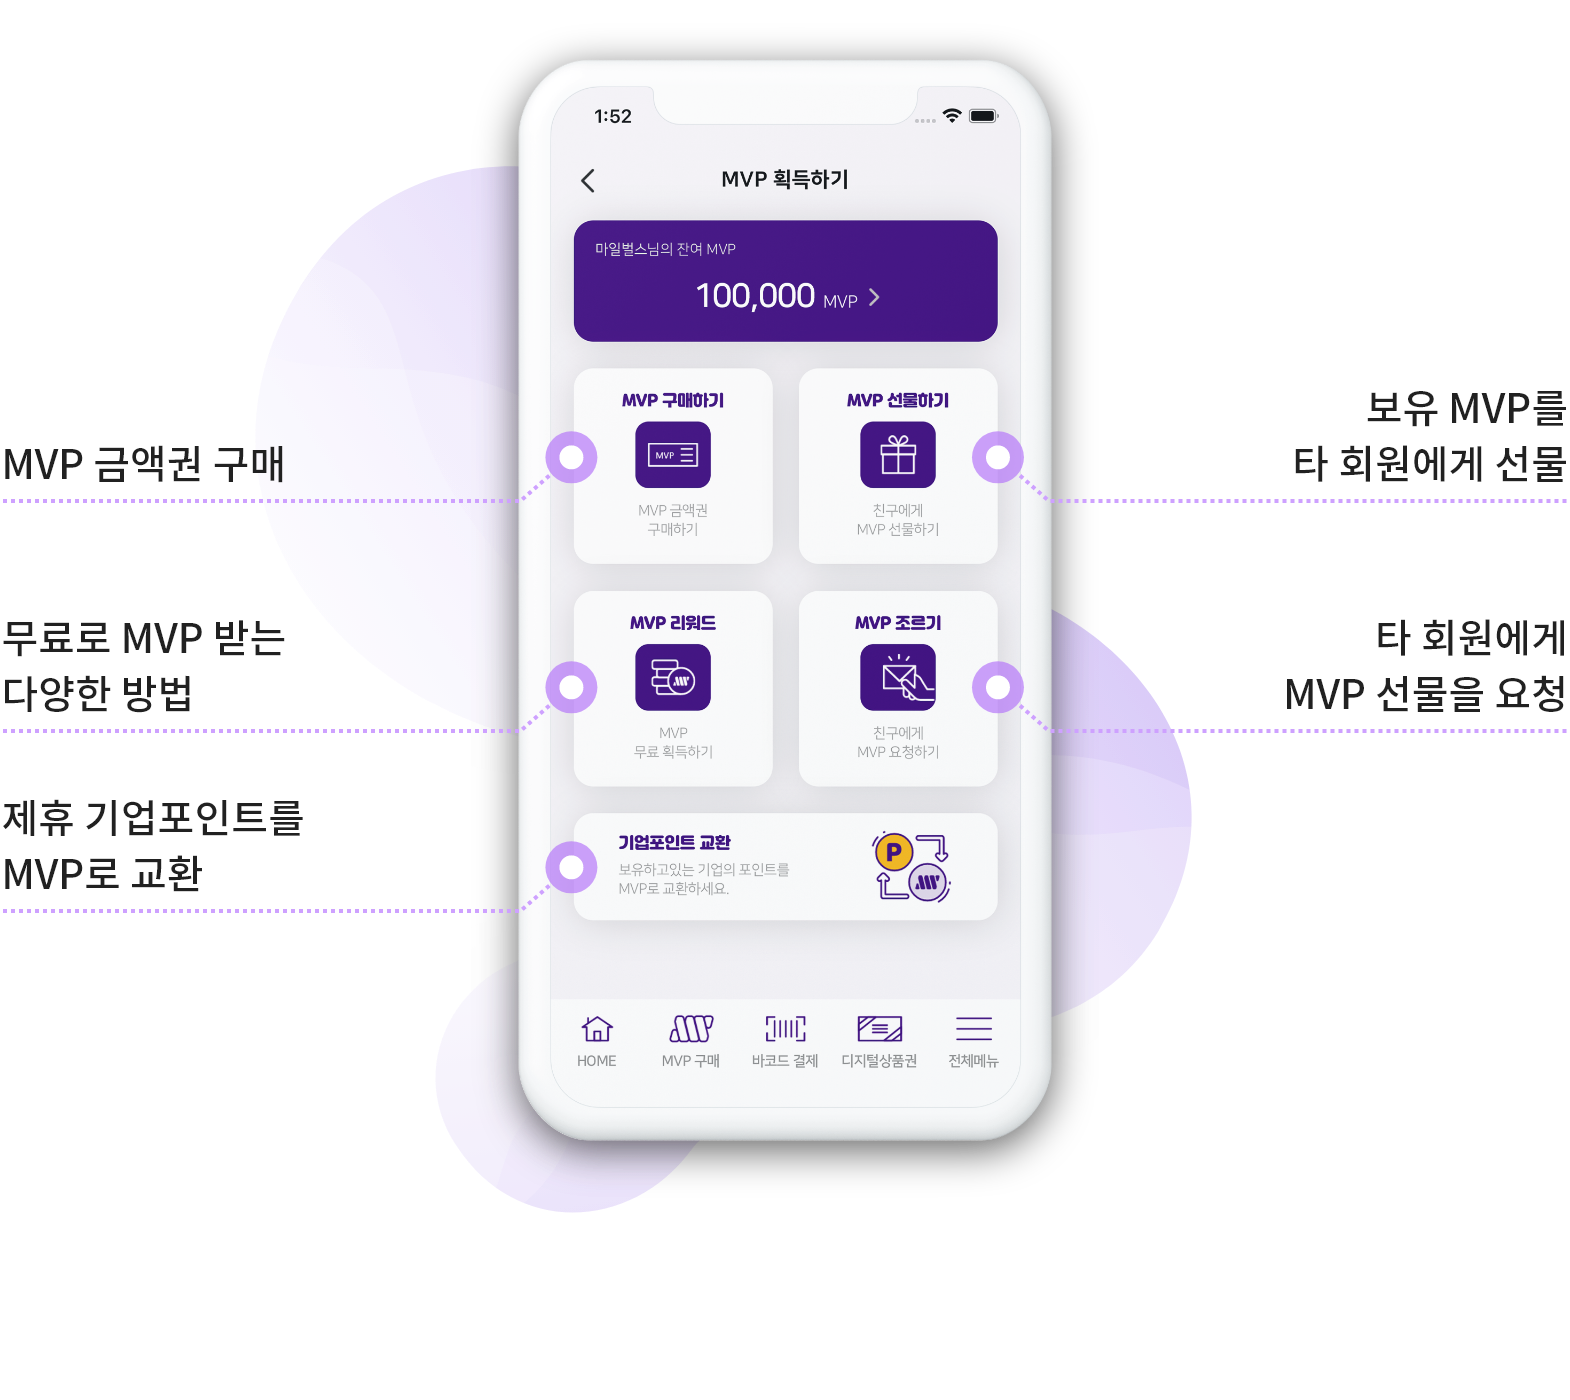 1:52
MVP 획득하기
마일벌스님의 잔여 MVP
100,000 MVP
MVP 구매하기
MVP
MVP 금액권
구매하기
MVP 선물하기
친구에게
MVP 선물하기
MVP 리워드
MVP
무료 획득하기
MVP 조르기
친구에게
MVP 요청하기
기업포인트 교환
보유하고있는 기업의 포인트를
MVP로 교환하세요.
P
HOME
MVP 구매
바코드 결제
디지털상품권
전체메뉴
MVP 금액권 구매
무료로 MVP 받는
다양한 방법
제휴 기업포인트를
MVP로 교환
보유 MVP를
타 회원에게 선물
타 회원에게
MVP 선물을 요청